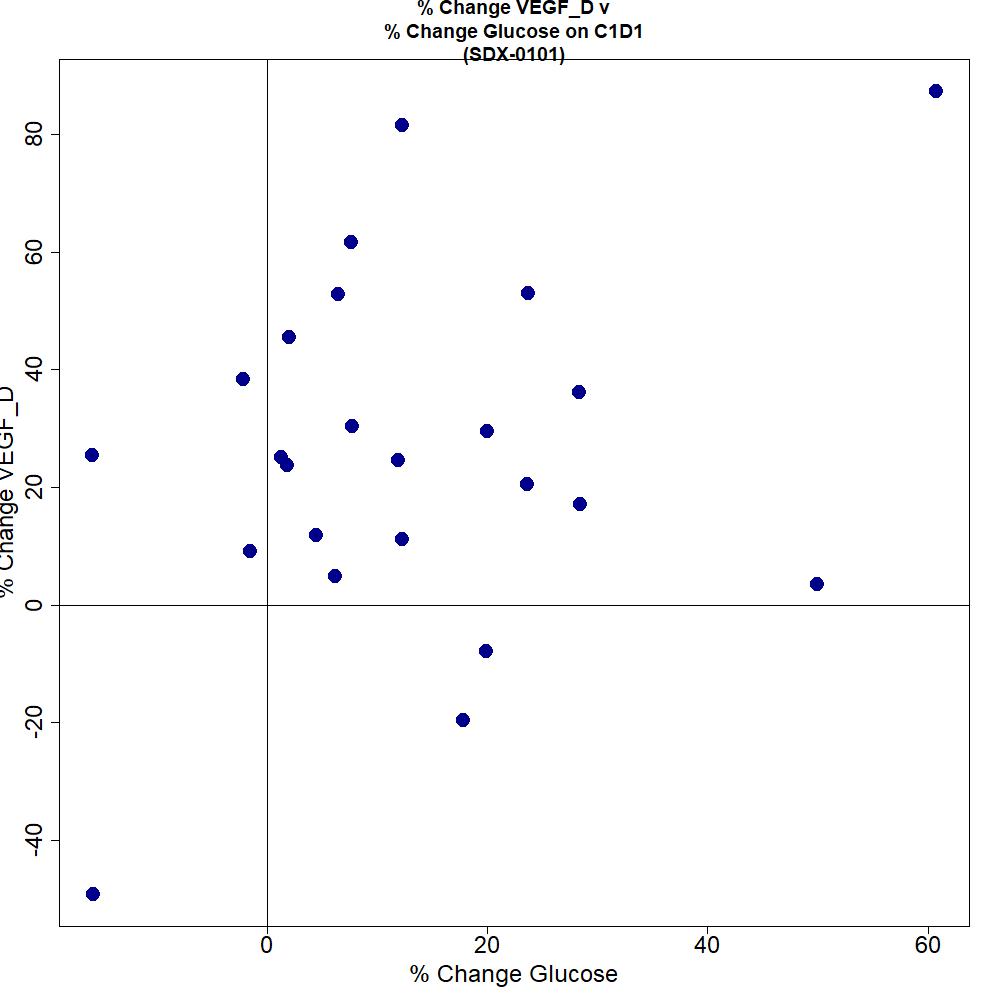 % Change VEGF_D v
% Change Glucose on C1D1
(SDX-0101)
% Change VEGF_D
80
60
40
20
0
-20
-40
0
20
40
60
% Change Glucose